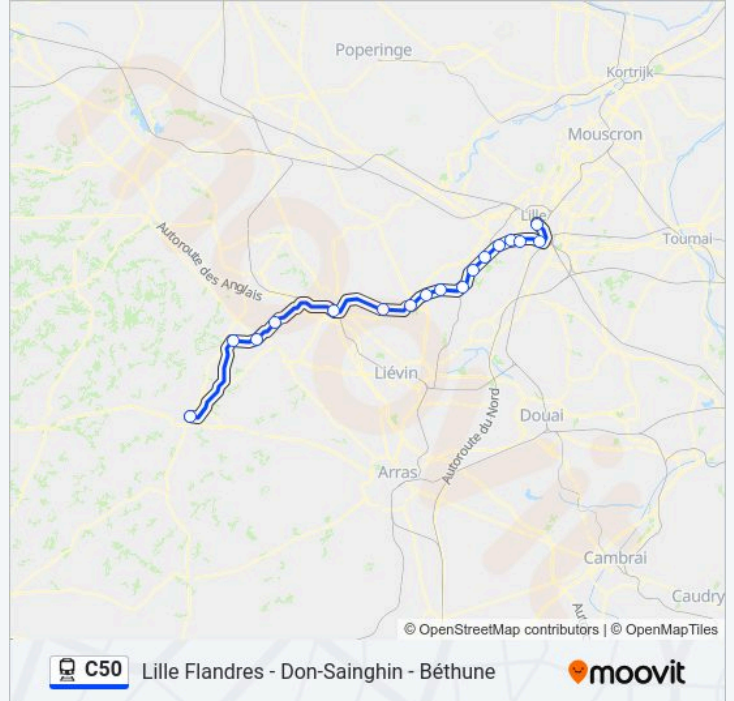 Poperinge
Kortrijk
Mouscron
Lille
Tournai
Autoroute des Anglais
Liévin
Autoroute du Nord
Douai
Arras
Cambrai
Caudry
Aut
© OpenStreetMap contributors | © OpenMapTiles
C50 Lille Flandres - Don-Sainghin - Béthune
moovit